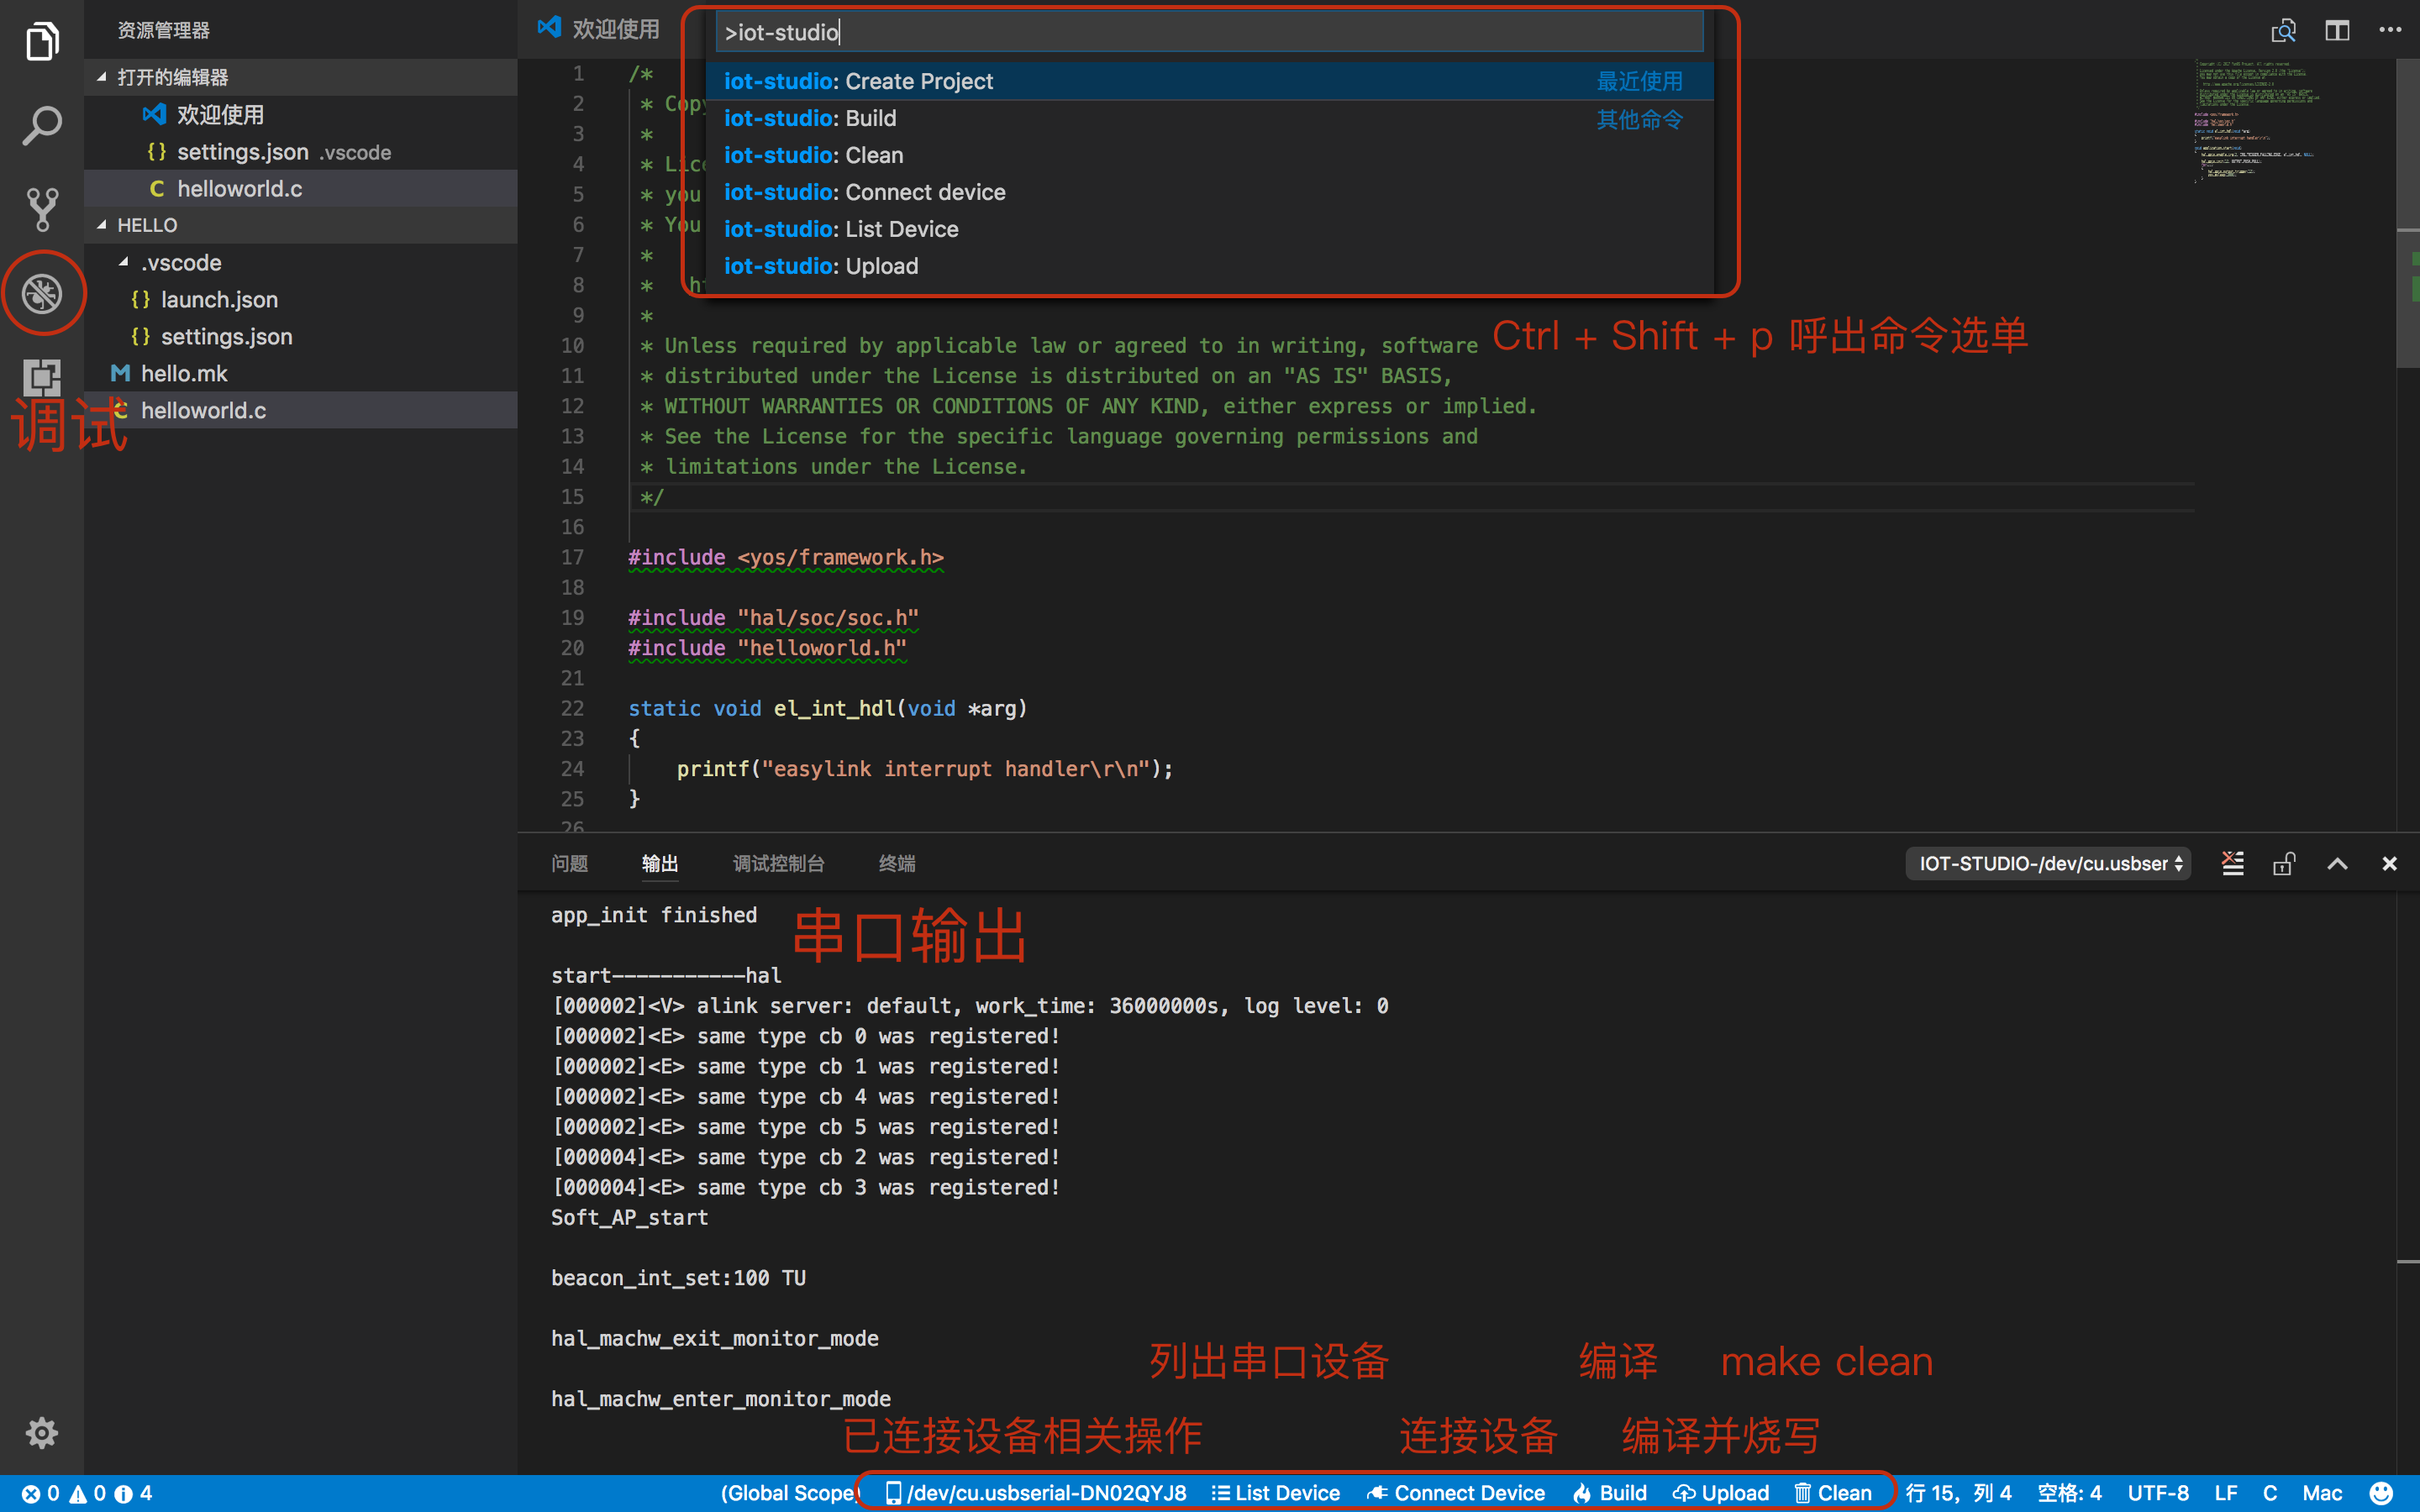 资源管理器
打开的编辑器
欢迎使用
settings.json .vscode
helloworld.c
HELLO
.vscode
launch.json
settings.json
hello.mk
helloworld.c
调试
欢迎使用
>iot-studio
iot-studio: Create Project 最近使用
iot-studio: Build 其他命令
iot-studio: Clean
iot-studio: Connect device
iot-studio: List Device
iot-studio: Upload
Ctrl + Shift + p 呼出命令选单
1 /*
2 * Copy
3 *
4 * Lice
5 * you
6 * You
7 *
8 * ht
9 *
10 * Unless required by applicable law or agreed to in writing, software
11 * distributed under the License is distributed on an "AS IS" BASIS,
12 * WITHOUT WARRANTIES OR CONDITIONS OF ANY KIND, either express or implied.
13 * See the License for the specific language governing permissions and
14 * limitations under the License.
15 */
16
17 #include <yos/framework.h>
18
19 #include "hal/soc/soc.h"
20 #include "helloworld.h"
21
22 static void el_int_hdl(void *arg)
23 {
24 printf("easylink interrupt handler\r\n");
25 }
26
问题 输出 调试控制台 终端 IOT-STUDIO-/dev/cu.usbser
app_init finished
串口输出
start-----------hal
[000002]<V> alink server: default, work_time: 36000000s, log level: 0
[000002]<E> same type cb 0 was registered!
[000002]<E> same type cb 1 was registered!
[000002]<E> same type cb 4 was registered!
[000002]<E> same type cb 5 was registered!
[000004]<E> same type cb 2 was registered!
[000004]<E> same type cb 3 was registered!
Soft_AP_start
beacon_int_set:100 TU
hal_machw_exit_monitor_mode
hal_machw_enter_monitor_mode
列出串口设备 编译 make clean
已连接设备相关操作 连接设备 编译并烧写
0 0 4 (Global Scope) /dev/cu.usbserial-DN02QYJ8 List Device Connect Device Build Upload Clean 行 15，列 4 空格: 4 UTF-8 LF C Mac